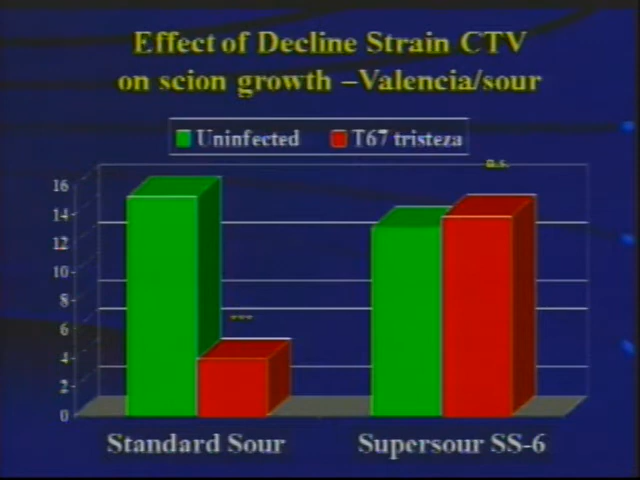 Effect of Decline Strain CTV
on scion growth –Valencia/sour
Uninfected T67 tristeza
n.s.
16
14
12
10
***
8
6
4
2
0
Standard Sour Supersour SS-6